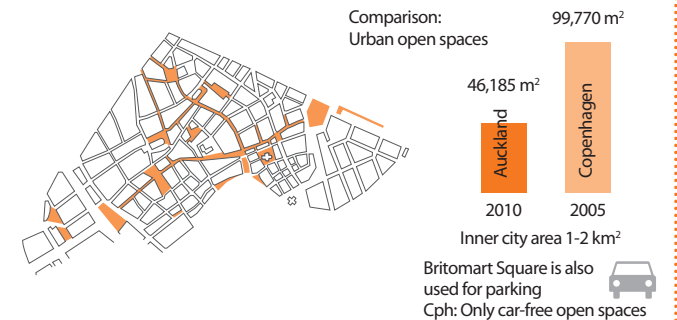 Comparison:
Urban open spaces
99,770 m²
46,185 m²
Auckland
Copenhagen
2010
2005
Inner city area 1-2 km²
Britomart Square is also
used for parking
Cph: Only car-free open spaces